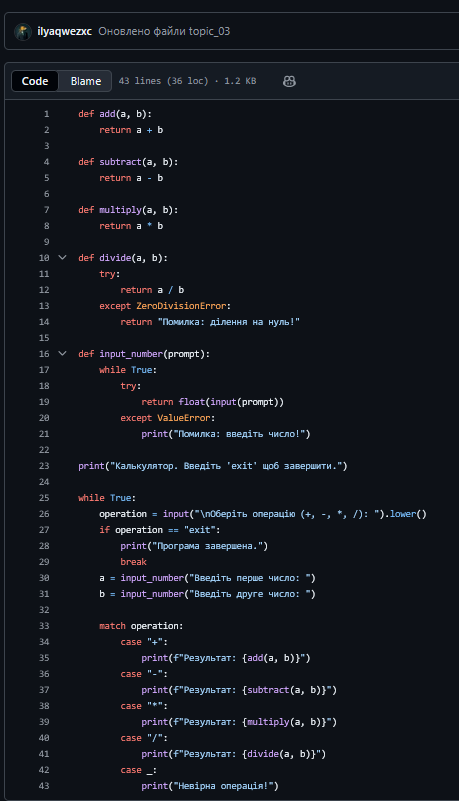 ilyaqwezxc Оновлено файли topic_03
Code Blame 43 lines (36 loc) · 1.2 KB
1 def add(a, b):
2     return a + b
3
4 def subtract(a, b):
5     return a - b
6
7 def multiply(a, b):
8     return a * b
9
10 def divide(a, b):
11     try:
12         return a / b
13     except ZeroDivisionError:
14         return "Помилка: ділення на нуль!"
15
16 def input_number(prompt):
17     while True:
18         try:
19             return float(input(prompt))
20         except ValueError:
21             print("Помилка: введіть число!")
22
23 print("Калькулятор. Введіть 'exit' щоб завершити.")
24
25 while True:
26     operation = input("\nОберіть операцію (+, -, *, /): ").lower()
27     if operation == "exit":
28         print("Програма завершена.")
29         break
30     a = input_number("Введіть перше число: ")
31     b = input_number("Введіть друге число: ")
32
33     match operation:
34         case "+":
35             print(f"Результат: {add(a, b)}")
36         case "-":
37             print(f"Результат: {subtract(a, b)}")
38         case "*":
39             print(f"Результат: {multiply(a, b)}")
40         case "/":
41             print(f"Результат: {divide(a, b)}")
42         case _:
43             print("Невірна операція!")